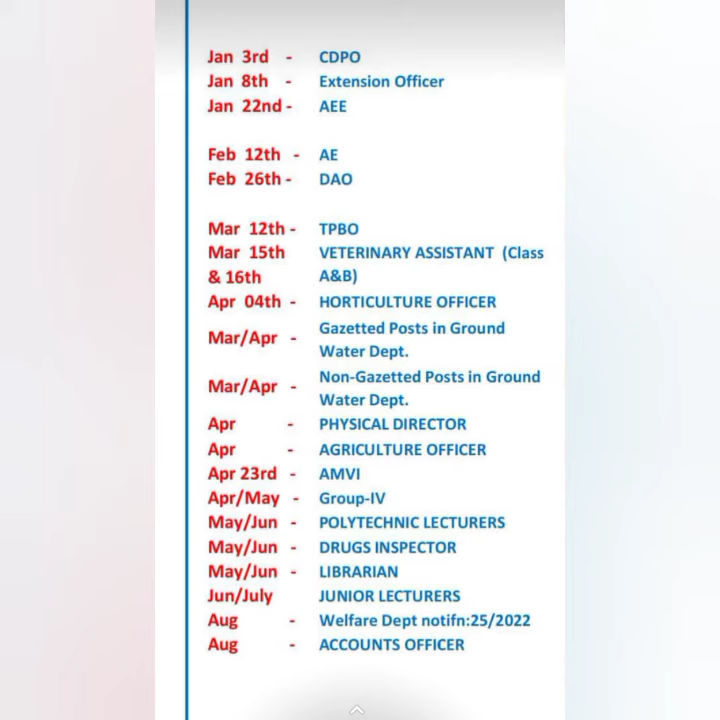 Jan 3rd - CDPO
Jan 8th - Extension Officer
Jan 22nd - AEE
Feb 12th - AE
Feb 26th - DAO
Mar 12th - TPBO
Mar 15th VETERINARY ASSISTANT (Class
& 16th A&B)
Apr 04th - HORTICULTURE OFFICER
Mar/Apr - Gazetted Posts in Ground
Water Dept.
Mar/Apr - Non-Gazetted Posts in Ground
Water Dept.
Apr - PHYSICAL DIRECTOR
Apr - AGRICULTURE OFFICER
Apr 23rd - AMVI
Apr/May - Group-IV
May/Jun - POLYTECHNIC LECTURERS
May/Jun - DRUGS INSPECTOR
May/Jun - LIBRARIAN
Jun/July JUNIOR LECTURERS
Aug - Welfare Dept notifn:25/2022
Aug - ACCOUNTS OFFICER